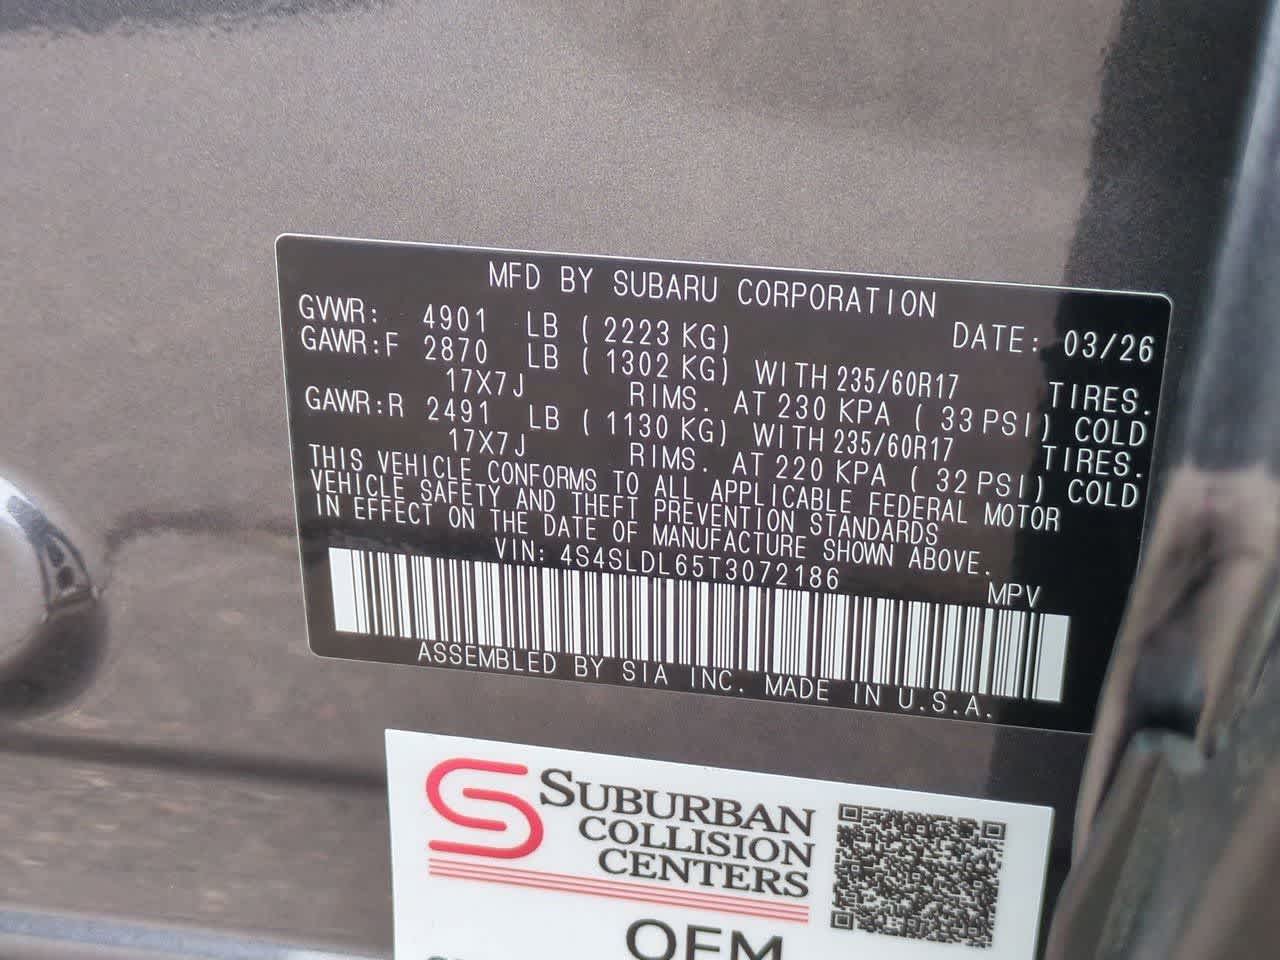 MFD BY SUBARU CORPORATION
GVWR: 4901 LB ( 2223 KG) DATE: 03/26
GAWR:F 2870 LB ( 1302 KG) WITH 235/60R17 TIRES.
17X7J RIMS. AT 230 KPA ( 33 PSI) COLD
GAWR:R 2491 LB ( 1130 KG) WITH 235/60R17 TIRES.
17X7J RIMS. AT 220 KPA ( 32 PSI) COLD
THIS VEHICLE CONFORMS TO ALL APPLICABLE FEDERAL MOTOR
VEHICLE SAFETY AND THEFT PREVENTION STANDARDS
IN EFFECT ON THE DATE OF MANUFACTURE SHOWN ABOVE.
VIN: 4S4SLDL65T3072186 MPV
ASSEMBLED BY SIA INC. MADE IN U.S.A.
SUBURBAN
COLLISION
CENTERS
OEM